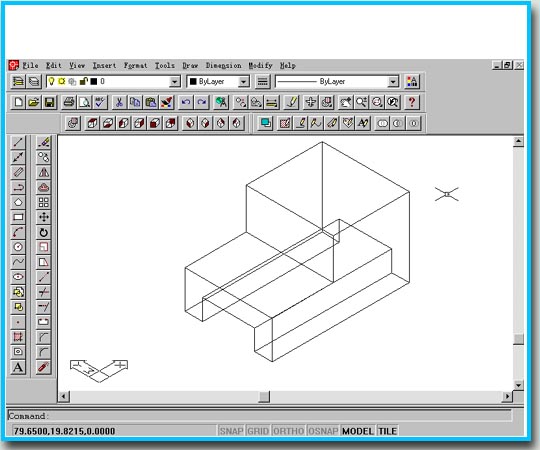 File Edit View Insert Format Tools Draw Dimension Modify Help
0 ByLayer ByLayer
Command:
79.6500,19.8215,0.0000 SNAP GRID ORTHO OSNAP MODEL TILE